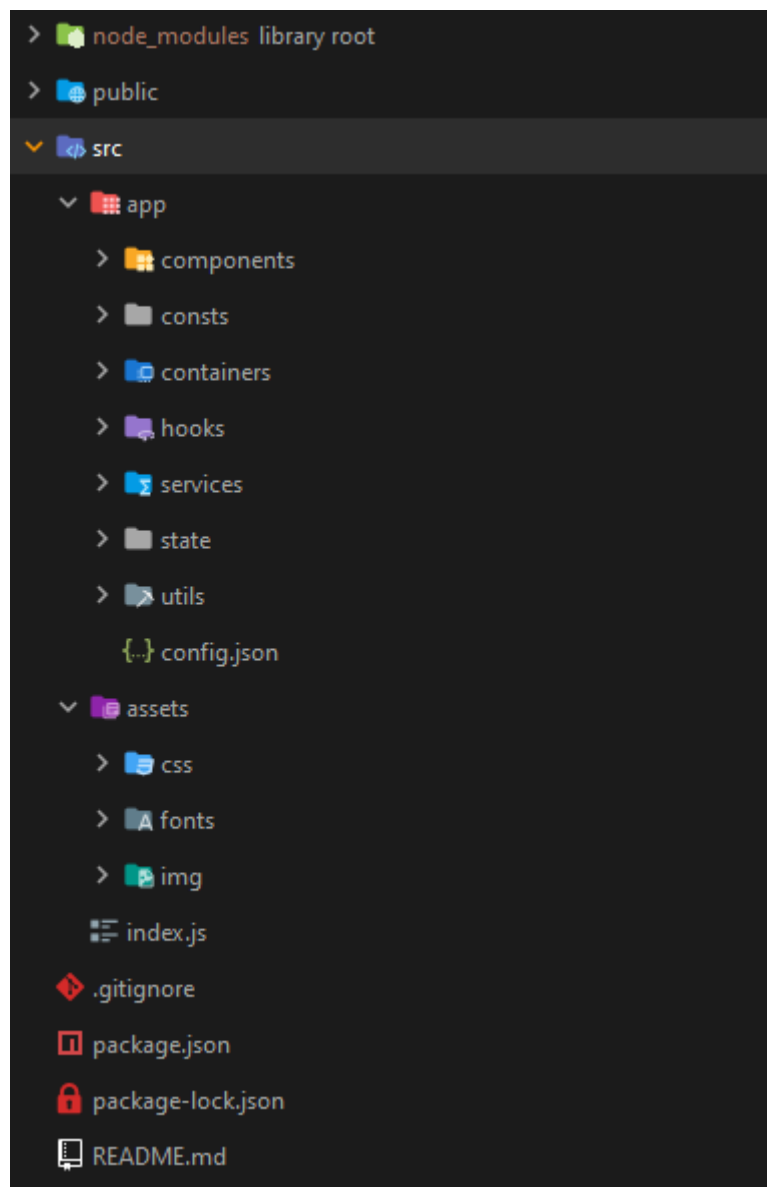 node_modules library root
public
src
app
components
consts
containers
hooks
services
state
utils
config.json
assets
css
fonts
img
index.js
.gitignore
package.json
package-lock.json
README.md